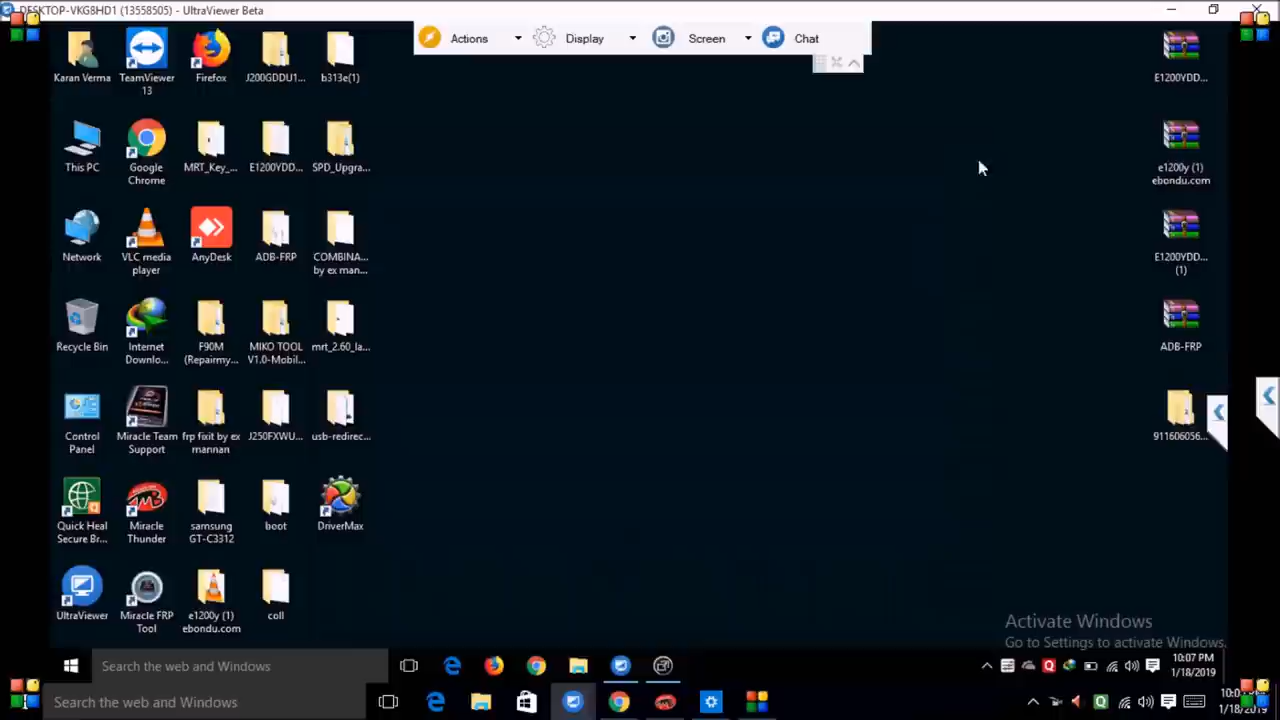 DESKTOP-VKG8HD1 (13558505) - UltraViewer Beta
Actions
Display
Screen
Chat
Karan Verma
TeamViewer
13
Firefox
J200GDDU1...
b313e(1)
E1200YDD...
This PC
Google
Chrome
MRT_Key_...
E1200YDD...
SPD_Upgra...
e1200y (1)
ebondu.com
Network
VLC media
player
AnyDesk
ADB-FRP
COMBINA...
by ex man...
E1200YDD...
(1)
Recycle Bin
Internet
Downlo...
F90M
(Repairmy...
MIKO TOOL
V1.0-Mobil...
mrt_2.60_la...
ADB-FRP
Control
Panel
Miracle Team
Support
frp fixit by ex
mannan
J250FXWU...
usb-redirec...
911606056...
Quick Heal
Secure Br...
Miracle
Thunder
samsung
GT-C3312
boot
DriverMax
UltraViewer
Miracle FRP
Tool
e1200y (1)
ebondu.com
coll
Activate Windows
Go to Settings to activate Windows.
Search the web and Windows
10:07 PM
1/18/2019
Search the web and Windows
1/18/2019